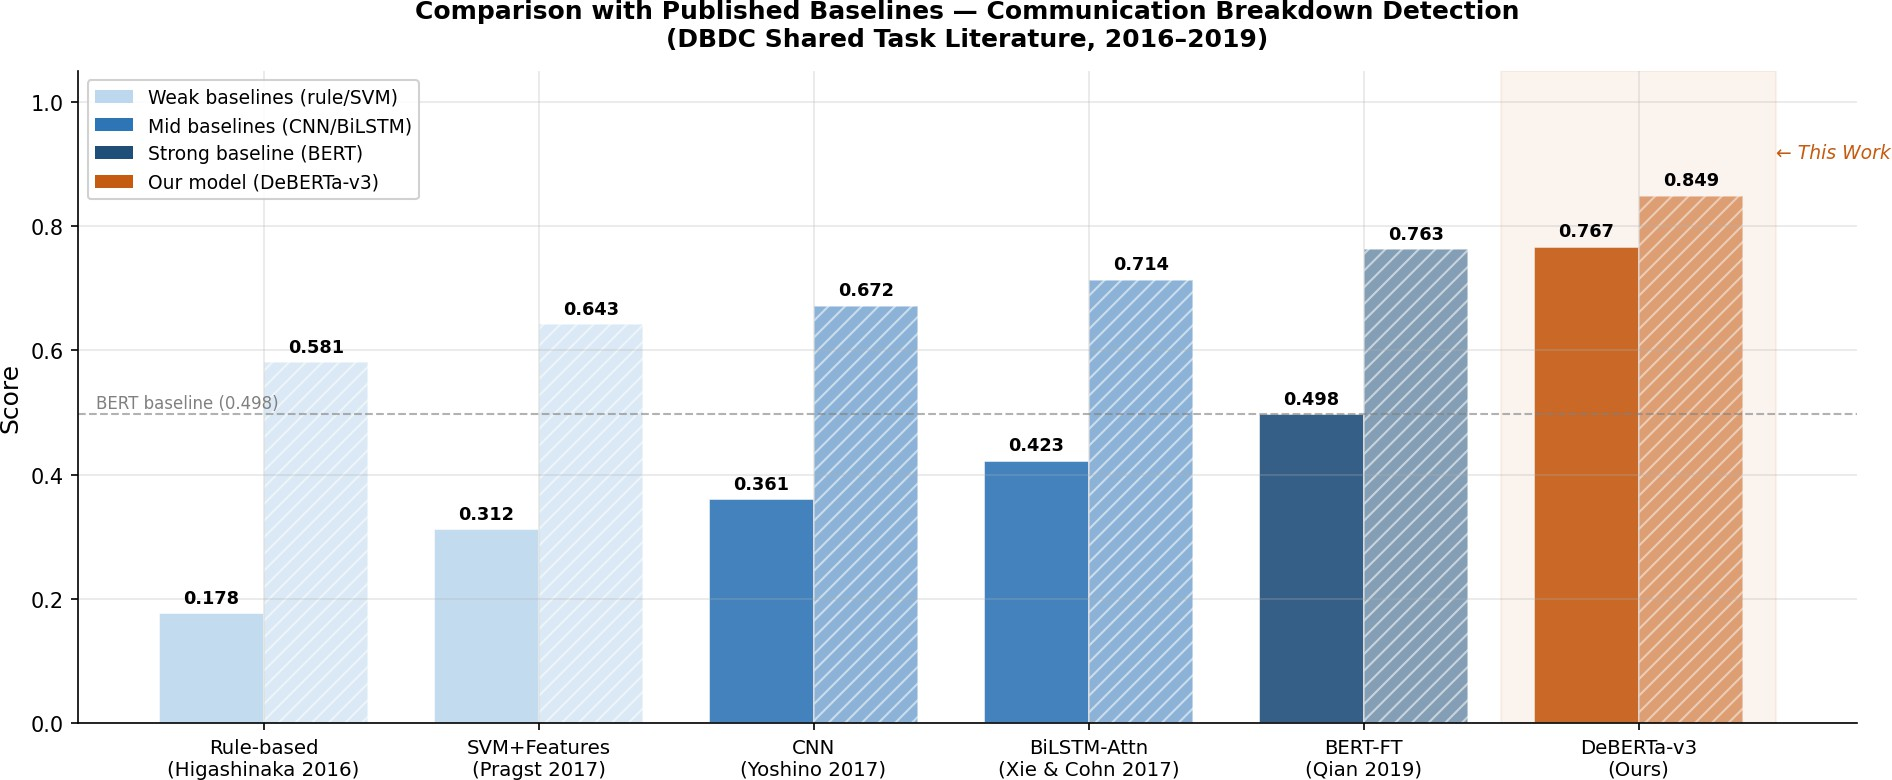 Comparison with Published Baselines — Communication Breakdown Detection
(DBDC Shared Task Literature, 2016–2019)
Weak baselines (rule/SVM)
Mid baselines (CNN/BiLSTM)
Strong baseline (BERT)
Our model (DeBERTa-v3)
← This Work
Score
1.0
0.8
0.6
0.4
0.2
0.0
BERT baseline (0.498)
0.178
0.581
0.312
0.643
0.361
0.672
0.423
0.714
0.498
0.763
0.767
0.849
Rule-based
(Higashinaka 2016)
SVM+Features
(Pragst 2017)
CNN
(Yoshino 2017)
BiLSTM-Attn
(Xie & Cohn 2017)
BERT-FT
(Qian 2019)
DeBERTa-v3
(Ours)